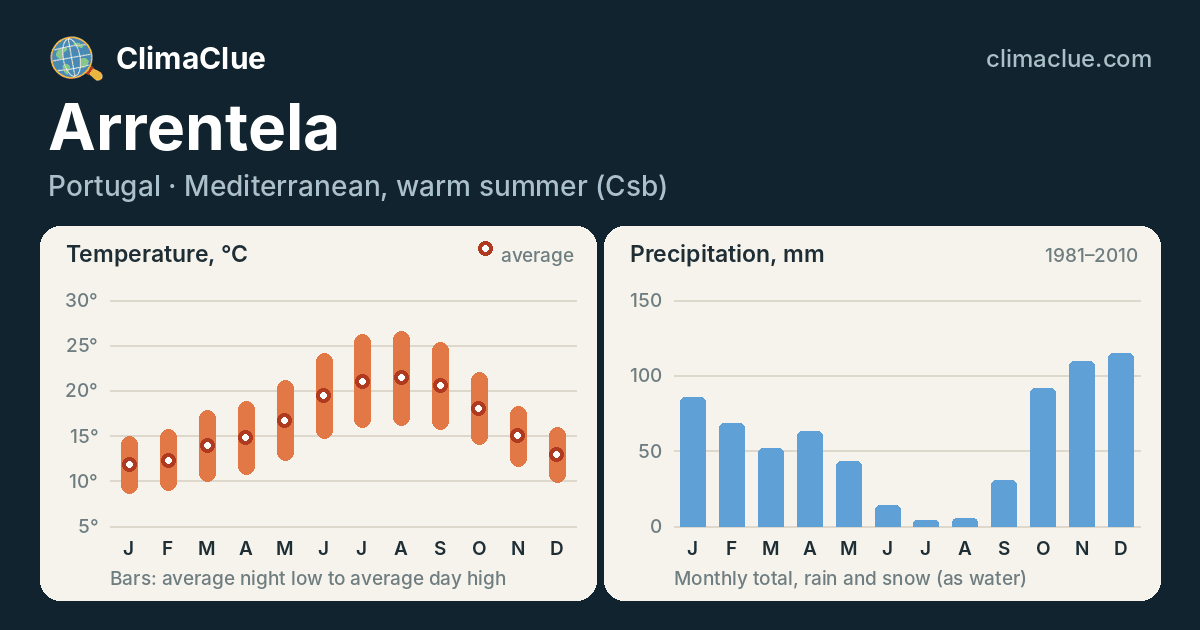 ClimaClue
climaclue.com
Arrentela
Portugal · Mediterranean, warm summer (Csb)
Temperature, °C
average
30°
25°
20°
15°
10°
5°
J F M A M J J A S O N D
Bars: average night low to average day high
Precipitation, mm
1981–2010
150
100
50
0
J F M A M J J A S O N D
Monthly total, rain and snow (as water)